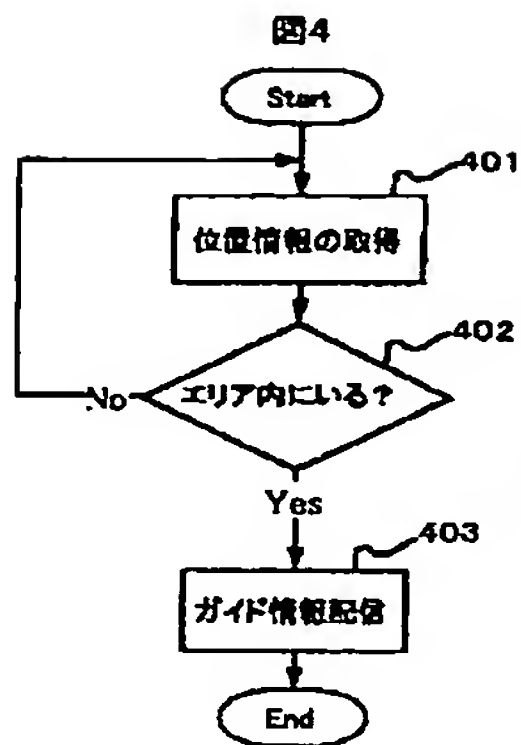 図4
Start
401
位置情報の取得
402
エリア内にいる?
No
Yes
403
ガイド情報配信
End